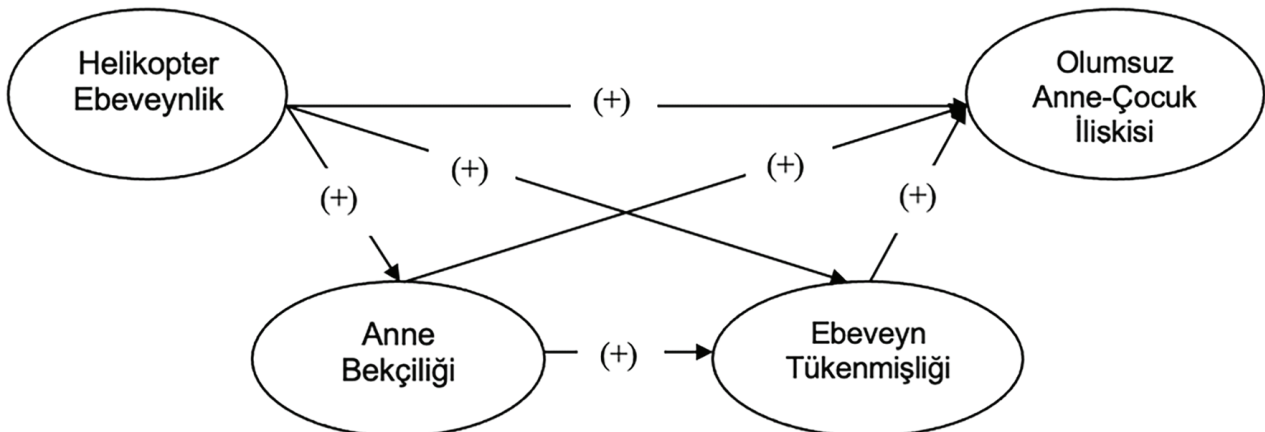 Helikopter
Ebeveynlik
Olumsuz
Anne-Çocuk
İlişkisi
(+)
(+)
(+)
(+)
(+)
Anne
Bekçiliği
(+)
Ebeveyn
Tükenmişliği